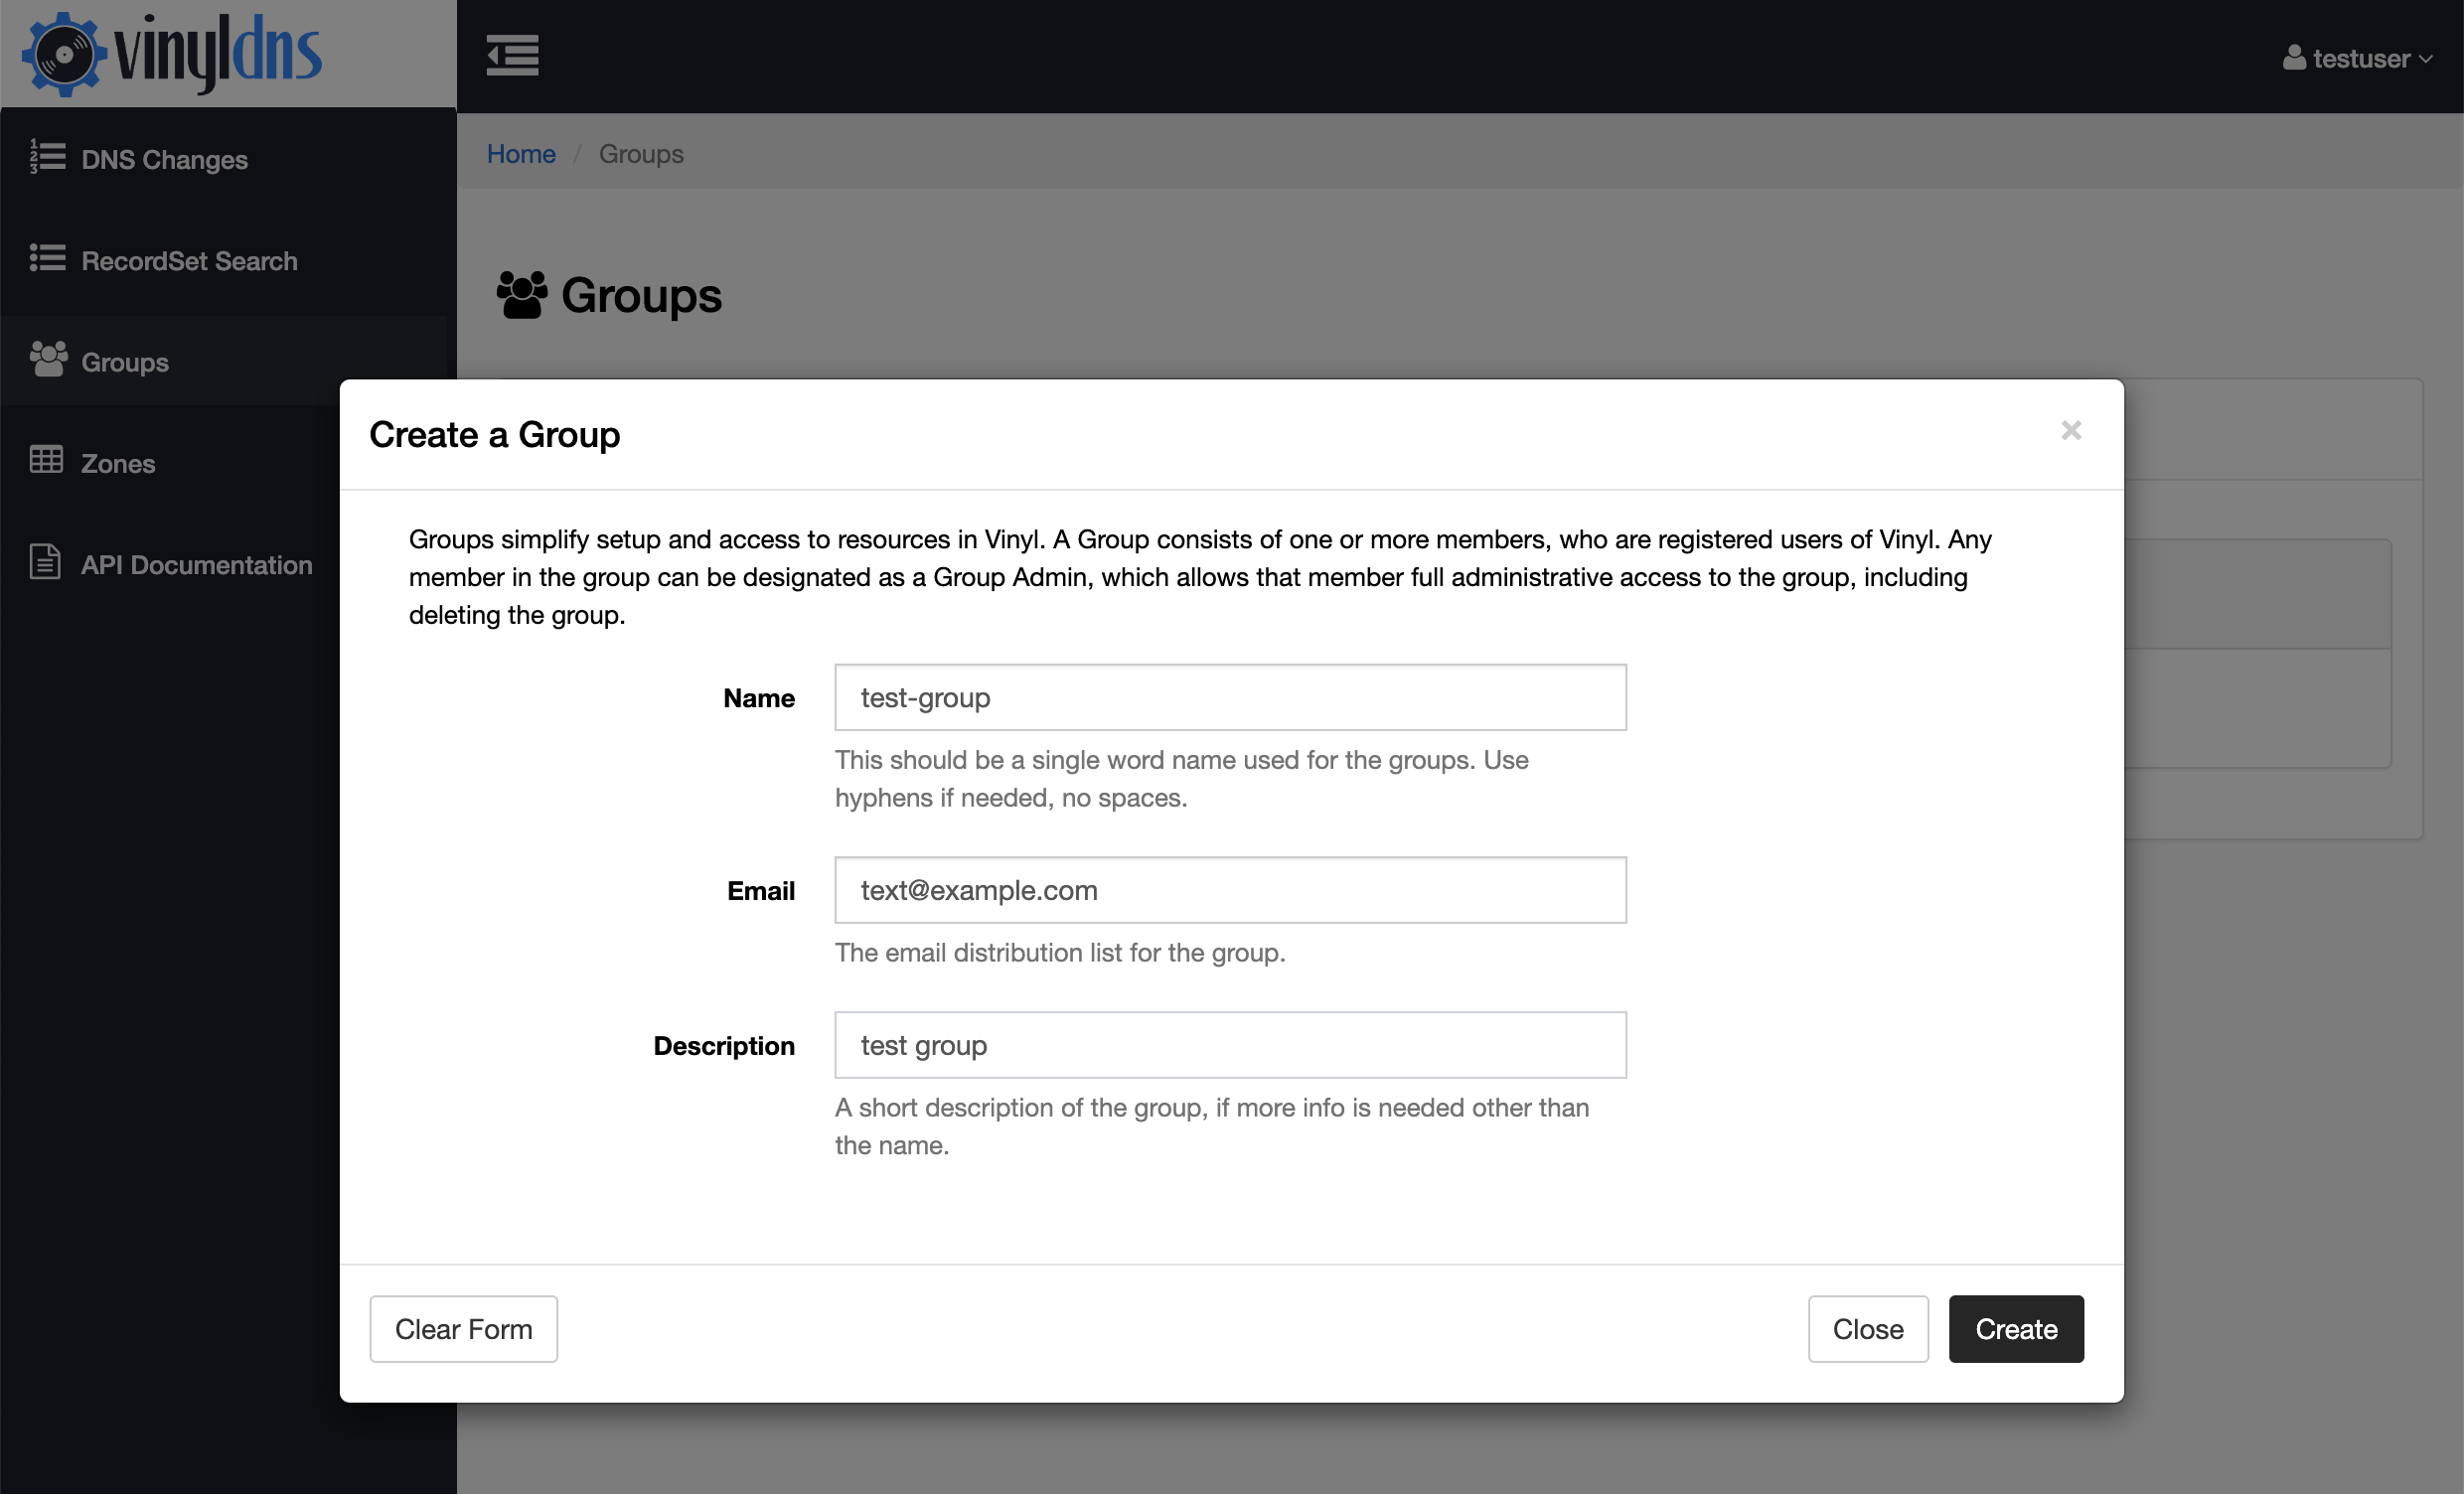 vinyldns
testuser
DNS Changes
RecordSet Search
Groups
Zones
API Documentation
Home / Groups
Groups
Create a Group
×
Groups simplify setup and access to resources in Vinyl. A Group consists of one or more members, who are registered users of Vinyl. Any
member in the group can be designated as a Group Admin, which allows that member full administrative access to the group, including
deleting the group.
Name
test-group
This should be a single word name used for the groups. Use
hyphens if needed, no spaces.
Email
text@example.com
The email distribution list for the group.
Description
test group
A short description of the group, if more info is needed other than
the name.
Clear Form
Close
Create